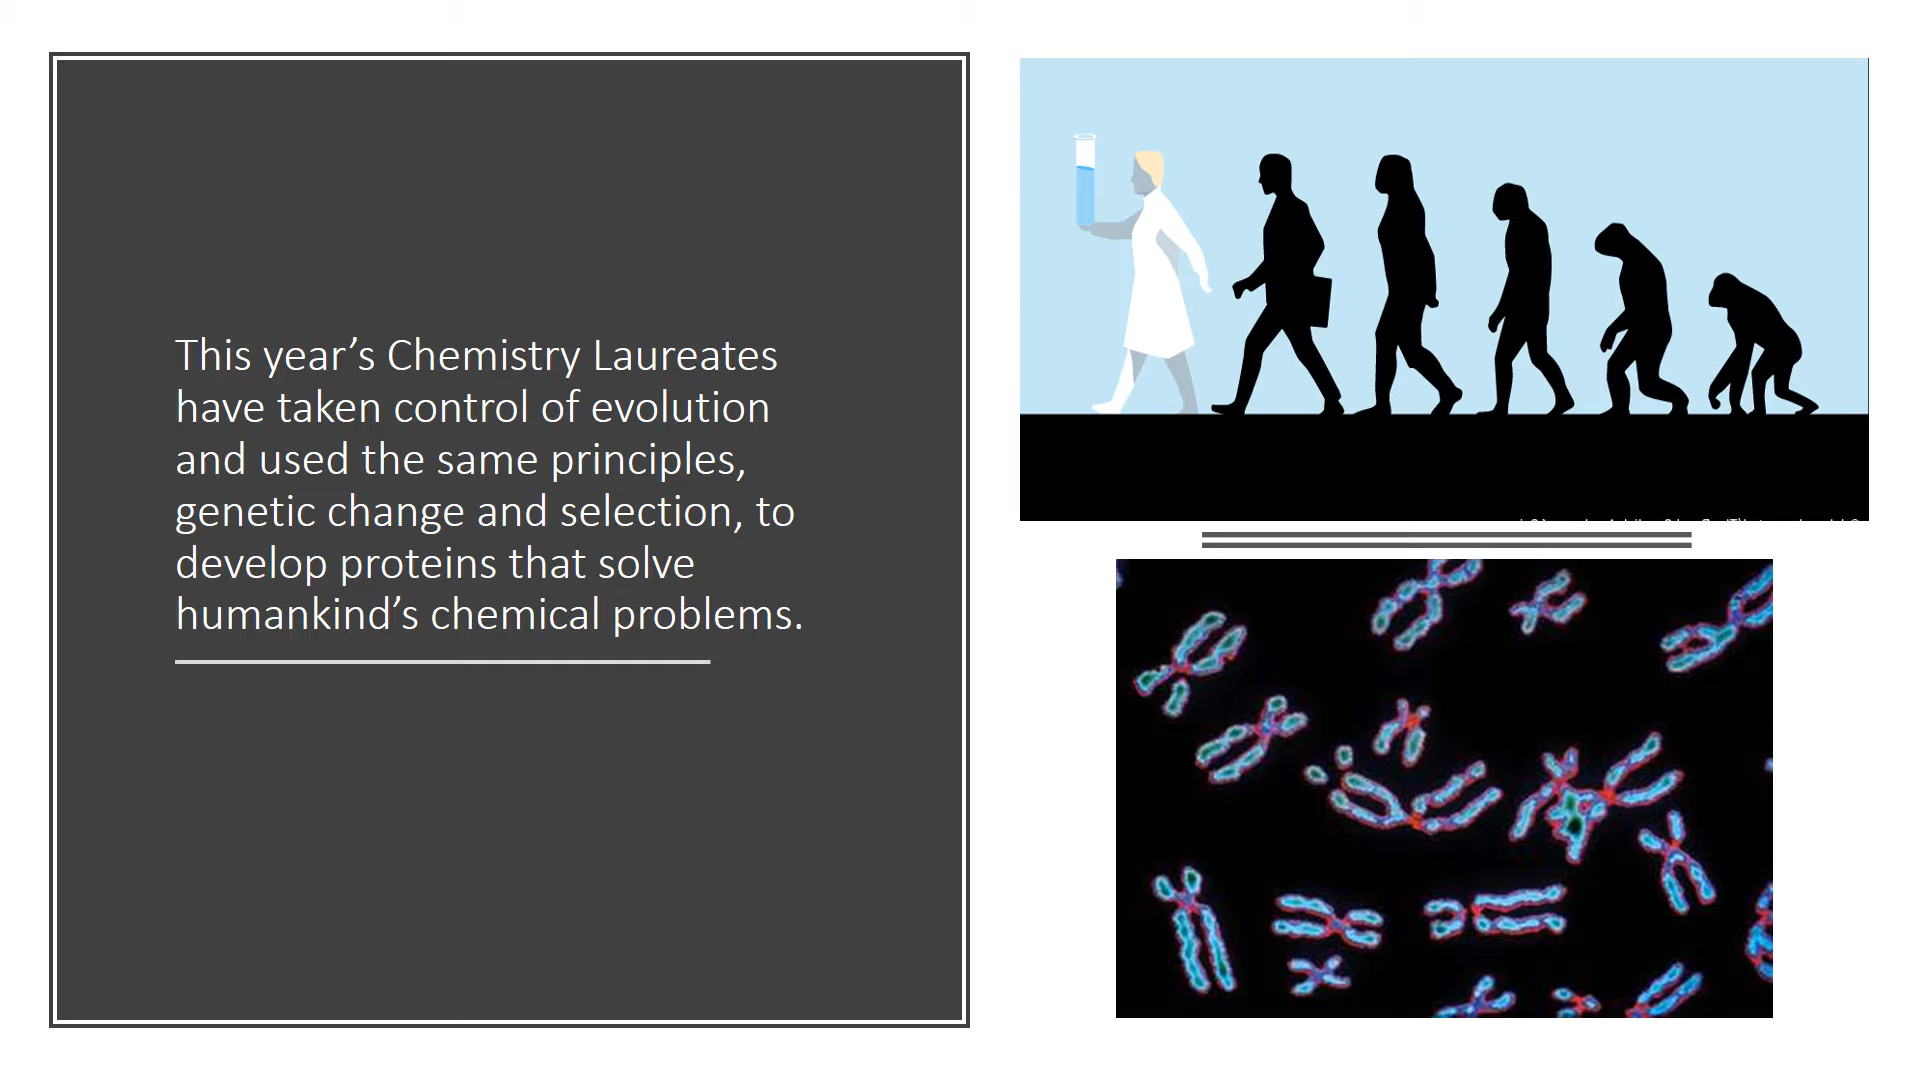 This year’s Chemistry Laureates
have taken control of evolution
and used the same principles,
genetic change and selection, to
develop proteins that solve
humankind’s chemical problems.